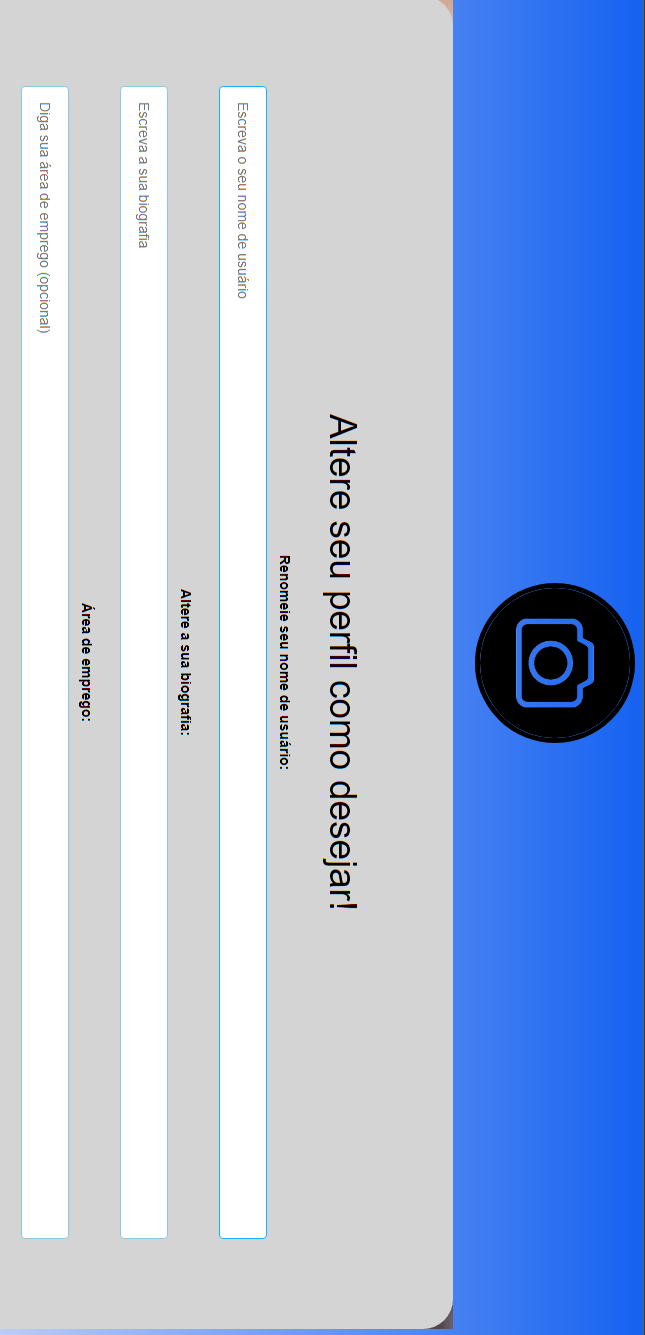 Altere seu perfil como desejar!
Renomeie seu nome de usuário:
Escreva o seu nome de usuário
Altere a sua biografia:
Escreva a sua biografia
Área de emprego:
Diga sua área de emprego (opcional)